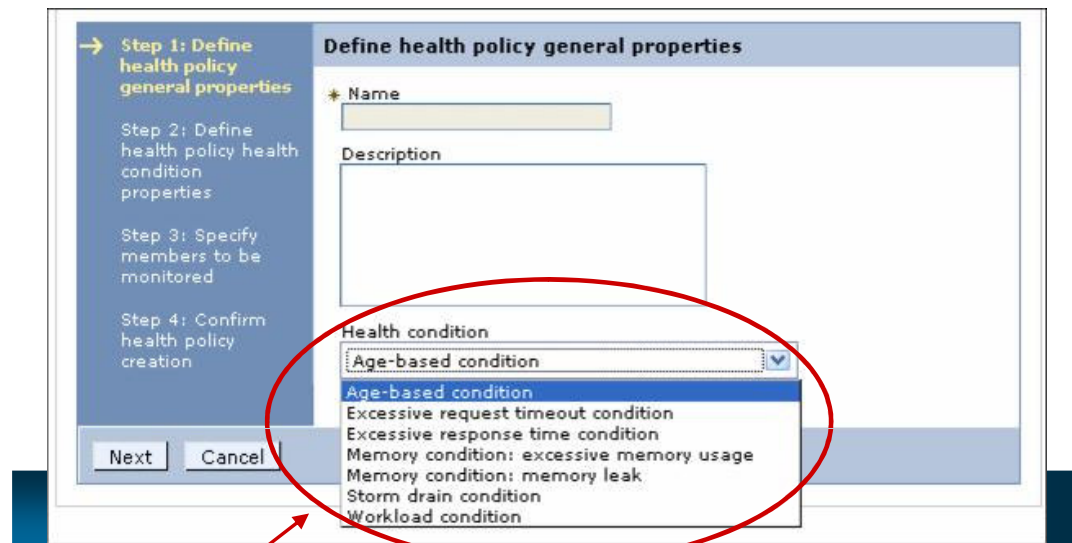 Step 1: Define
health policy
general properties
Step 2: Define
health policy health
condition
properties
Step 3: Specify
members to be
monitored
Step 4: Confirm
health policy
creation
Define health policy general properties
* Name
Description
Health condition
Age-based condition
Age-based condition
Excessive request timeout condition
Excessive response time condition
Memory condition: excessive memory usage
Memory condition: memory leak
Storm drain condition
Workload condition
Next
Cancel